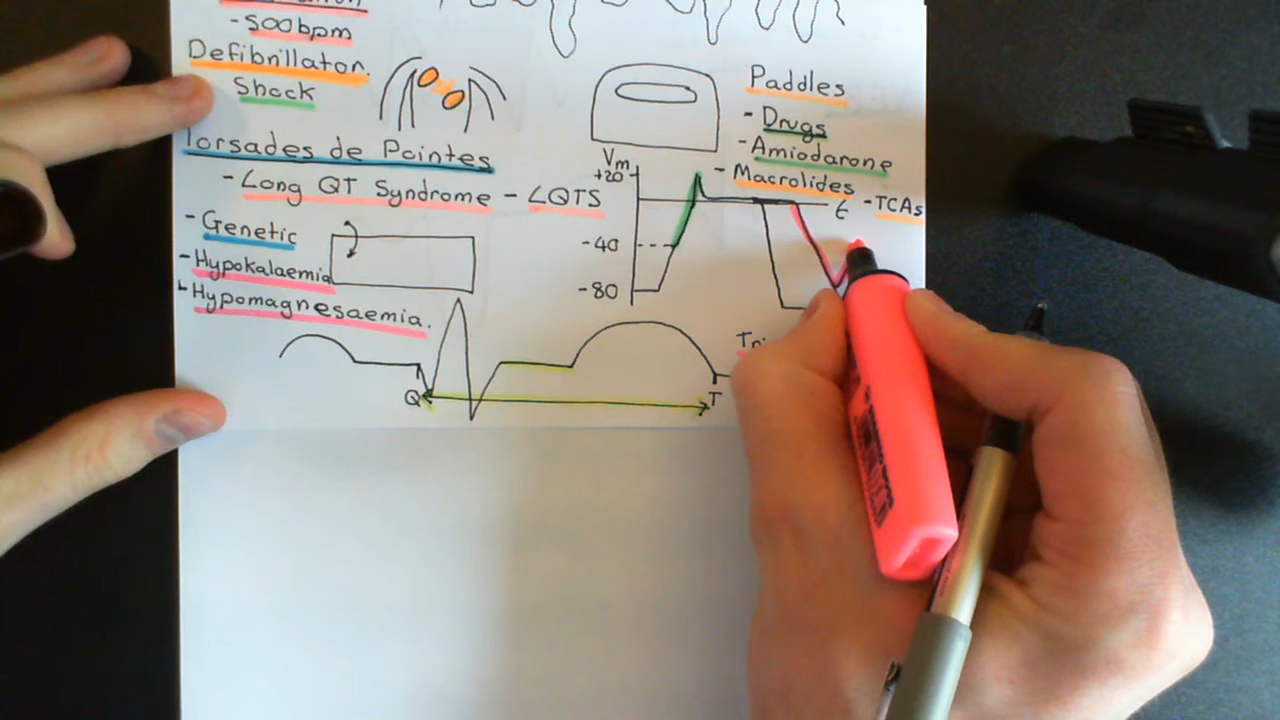 - 500bpm
Defibrillator.
Shock
Paddles
- Drugs
- Amiodarone
- Macrolides
- TCAs
Torsades de Pointes
- Long QT Syndrome - LQTS
- Genetic
- Hypokalaemia
- Hypomagnesaemia.
Vm
+20
-40
-80
t
Q
T